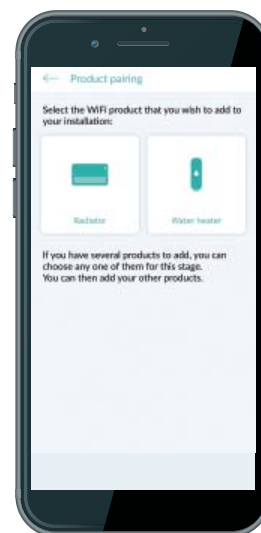 ← Product pairing
Select the WiFi product that you wish to add to
your installation:
Radiator
Water heater
If you have several products to add, you can
choose any one of them for this stage.
You can then add your other products.